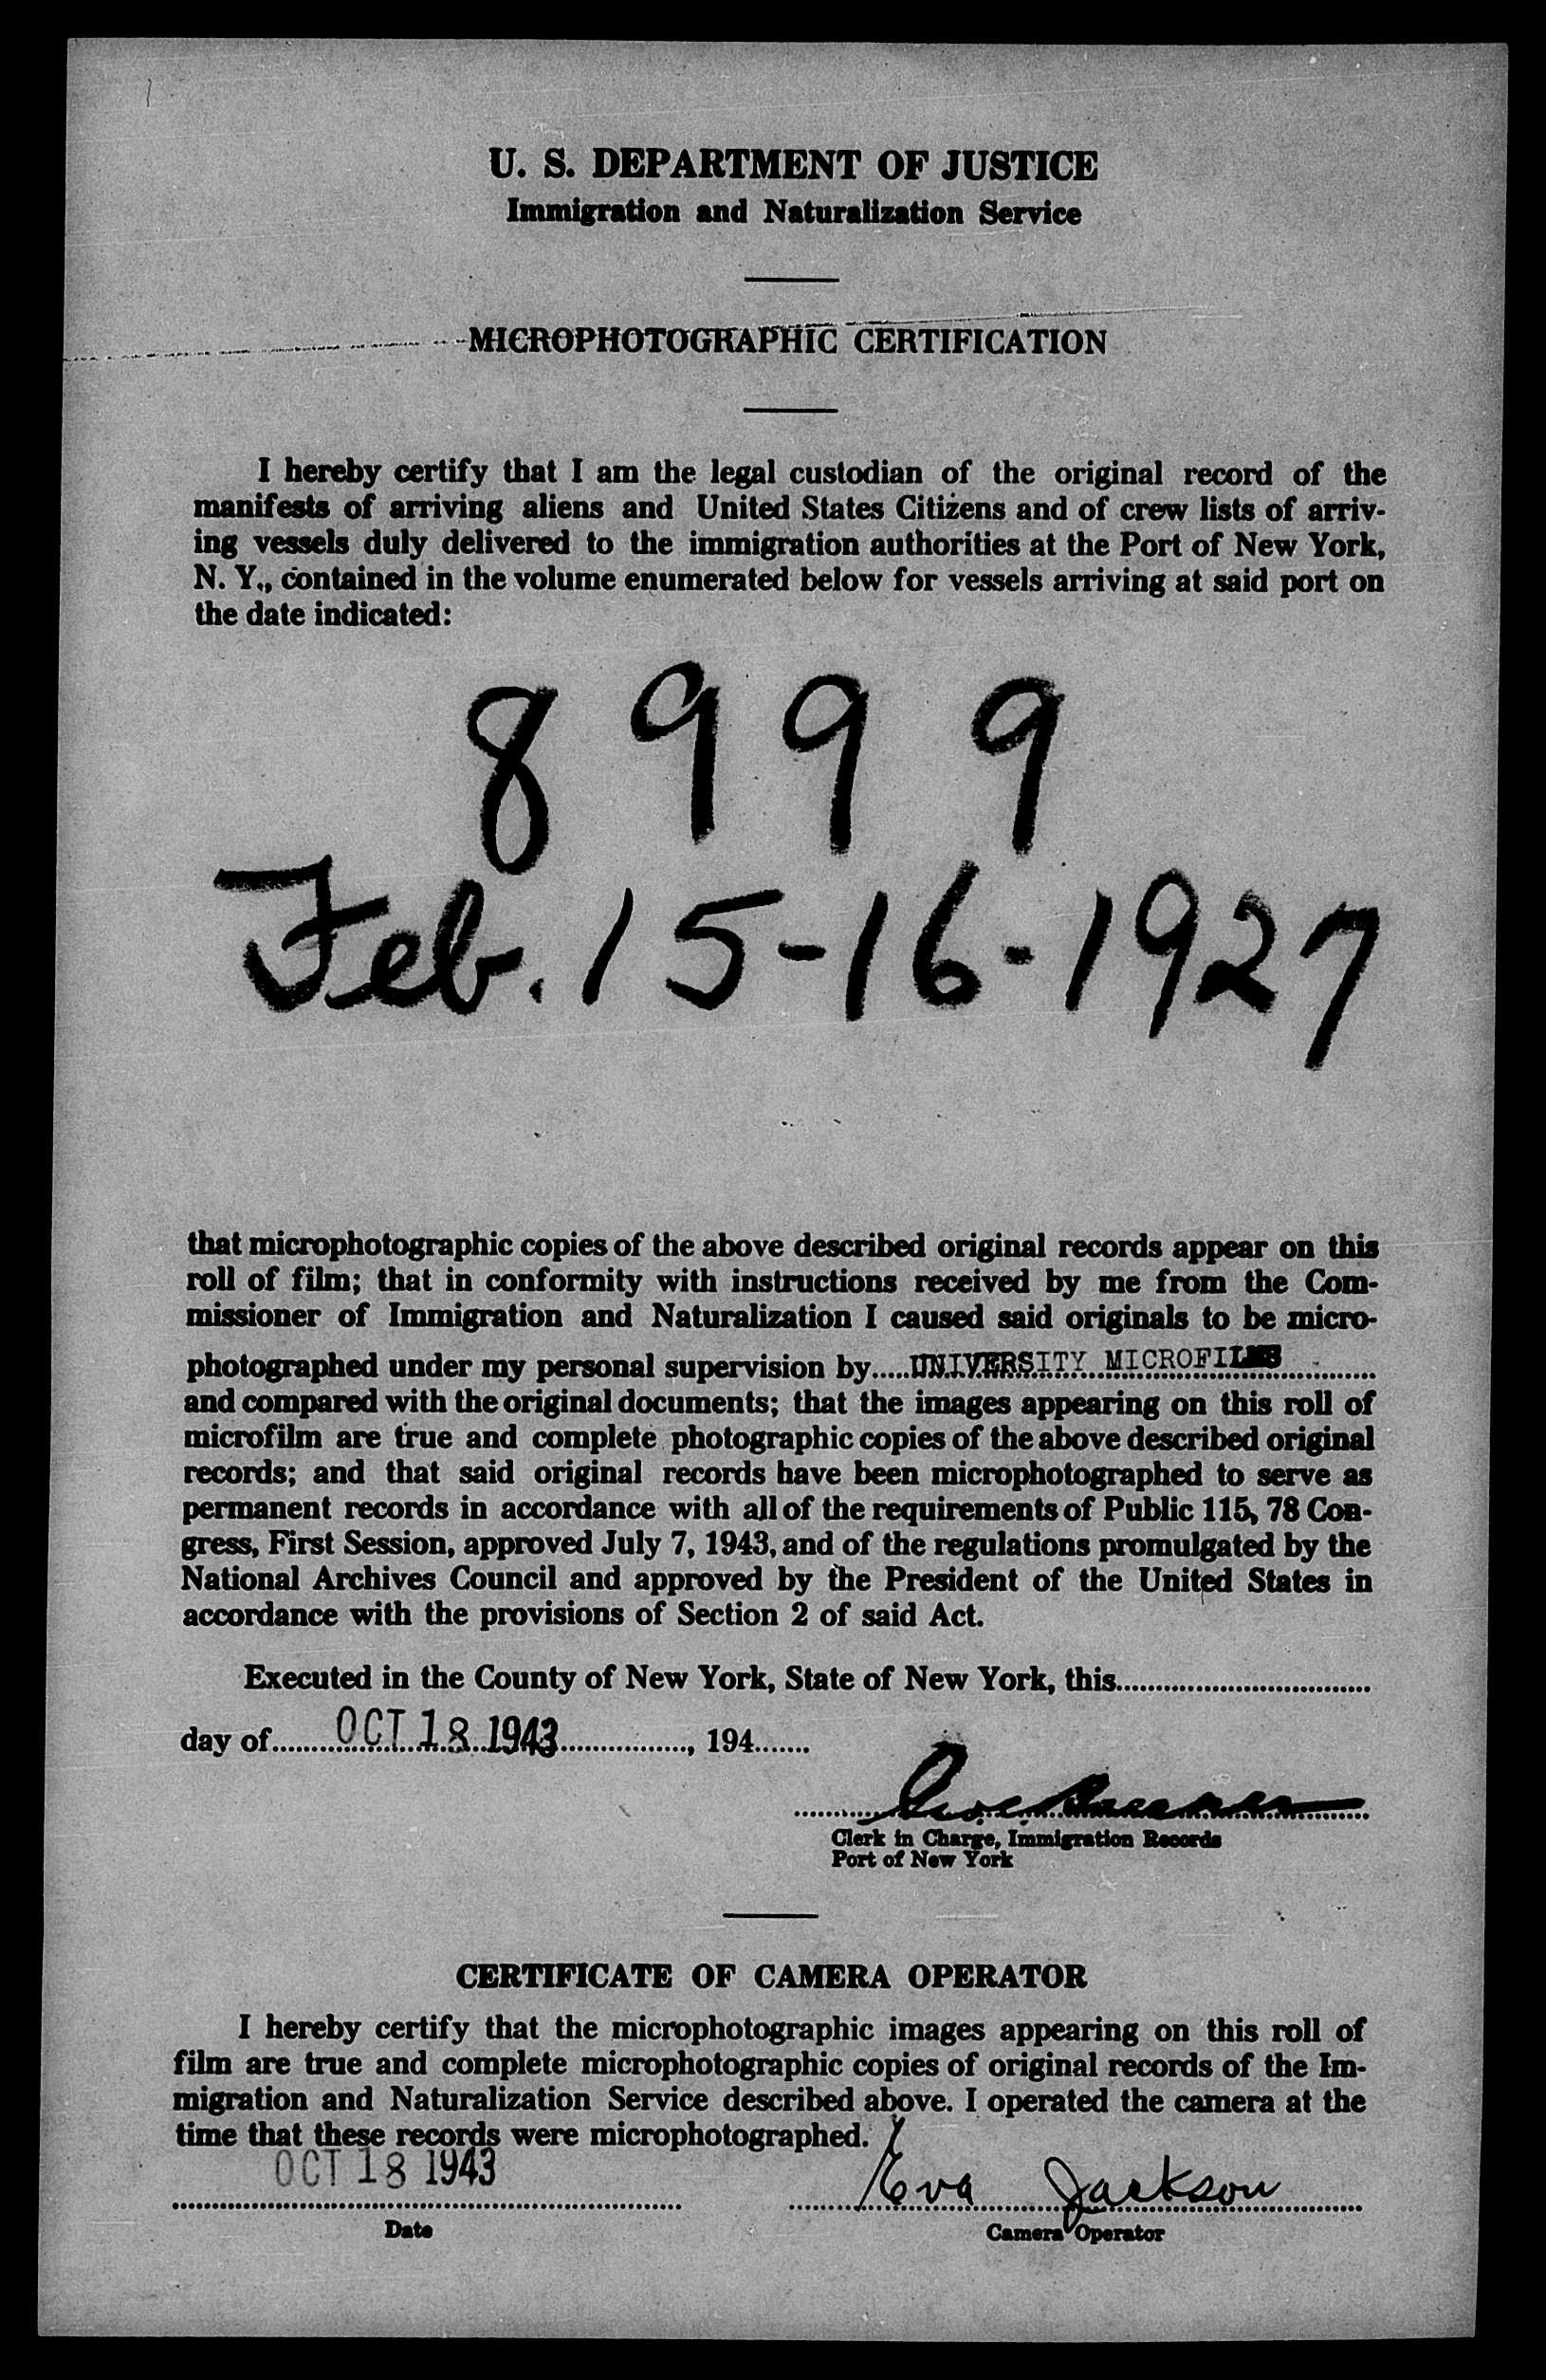 U. S. DEPARTMENT OF JUSTICE
Immigration and Naturalization Service
MICROPHOTOGRAPHIC CERTIFICATION
I hereby certify that I am the legal custodian of the original record of the
manifests of arriving aliens and United States Citizens and of crew lists of arriv-
ing vessels duly delivered to the immigration authorities at the Port of New York,
N. Y., contained in the volume enumerated below for vessels arriving at said port on
the date indicated:
8999
Feb. 15-16-1927
that microphotographic copies of the above described original records appear on this
roll of film; that in conformity with instructions received by me from the Com-
missioner of Immigration and Naturalization I caused said originals to be micro-
photographed under my personal supervision by.....UNIVERSITY MICROFILMS
and compared with the original documents; that the images appearing on this roll of
microfilm are true and complete photographic copies of the above described original
records; and that said original records have been microphotographed to serve as
permanent records in accordance with all of the requirements of Public 115, 78 Con-
gress, First Session, approved July 7, 1943, and of the regulations promulgated by the
National Archives Council and approved by the President of the United States in
accordance with the provisions of Section 2 of said Act.
Executed in the County of New York, State of New York, this
day of OCT 18 1943, 194
Clerk in Charge, Immigration Records
Port of New York
CERTIFICATE OF CAMERA OPERATOR
I hereby certify that the microphotographic images appearing on this roll of
film are true and complete microphotographic copies of original records of the Im-
migration and Naturalization Service described above. I operated the camera at the
time that these records were microphotographed.
OCT 18 1943 Eva Jackson
Date Camera Operator